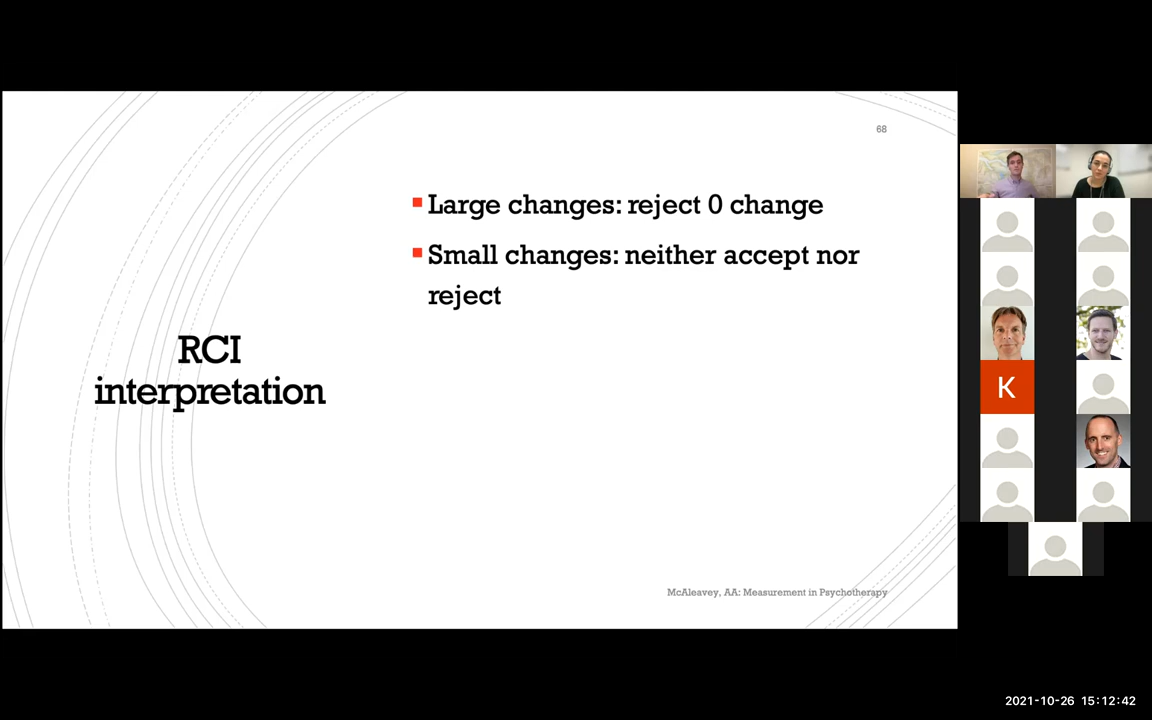 68
Large changes: reject 0 change
Small changes: neither accept nor
reject
RCI
interpretation
McAleavey, AA: Measurement in Psychotherapy
K
2021-10-26 15:12:42